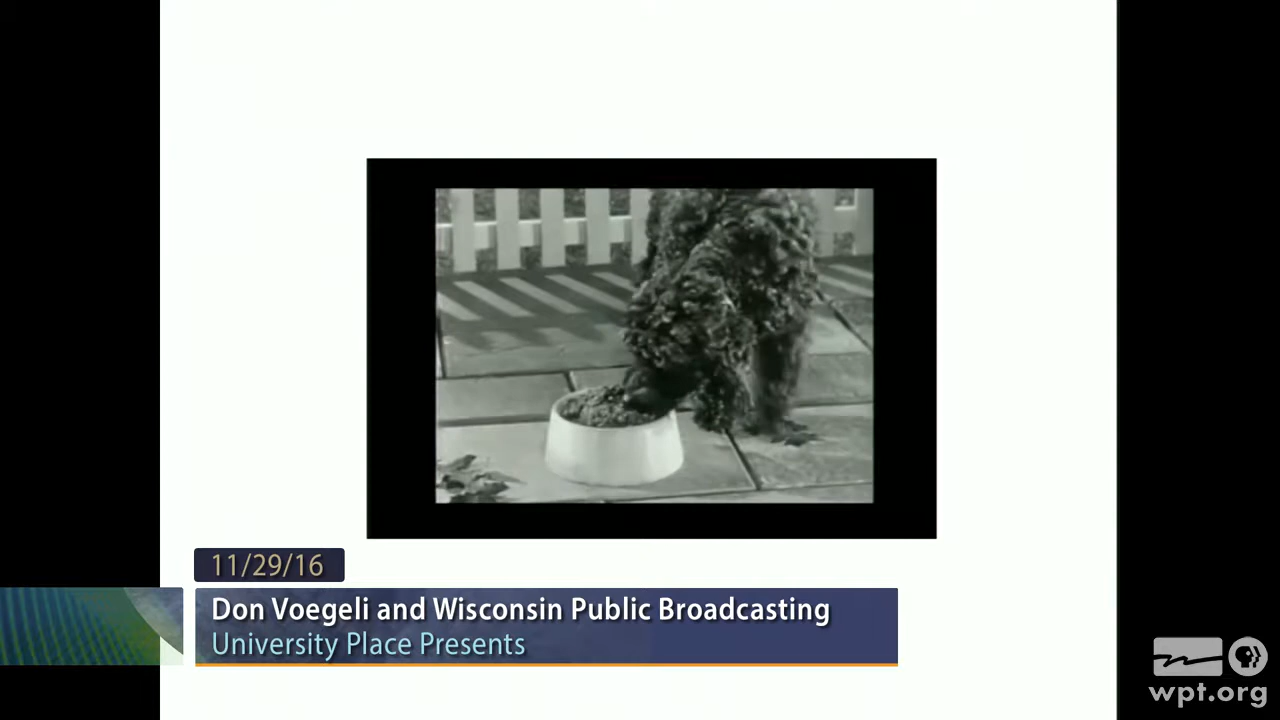 11/29/16
Don Voegeli and Wisconsin Public Broadcasting
University Place Presents
wpt.org